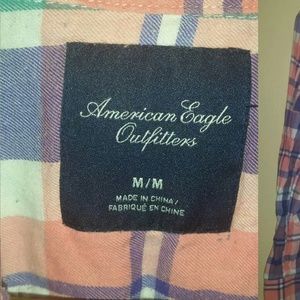 American Eagle
Outfitters
M/M
MADE IN CHINA/
FABRIQUÉ EN CHINE